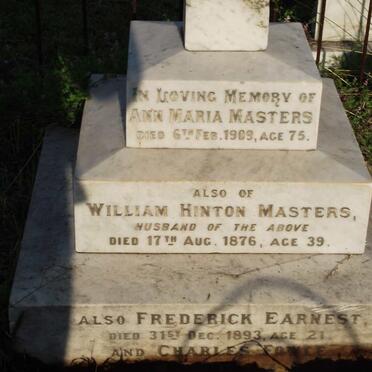 IN LOVING MEMORY OF
ANN MARIA MASTERS
DIED 6TH FEB. 1909, AGE 75.
ALSO OF
WILLIAM HINTON MASTERS,
HUSBAND OF THE ABOVE
DIED 17TH AUG. 1876, AGE 39.
ALSO FREDERICK EARNEST
DIED 31ST DEC. 1893, AGE 21
AND CHARLES